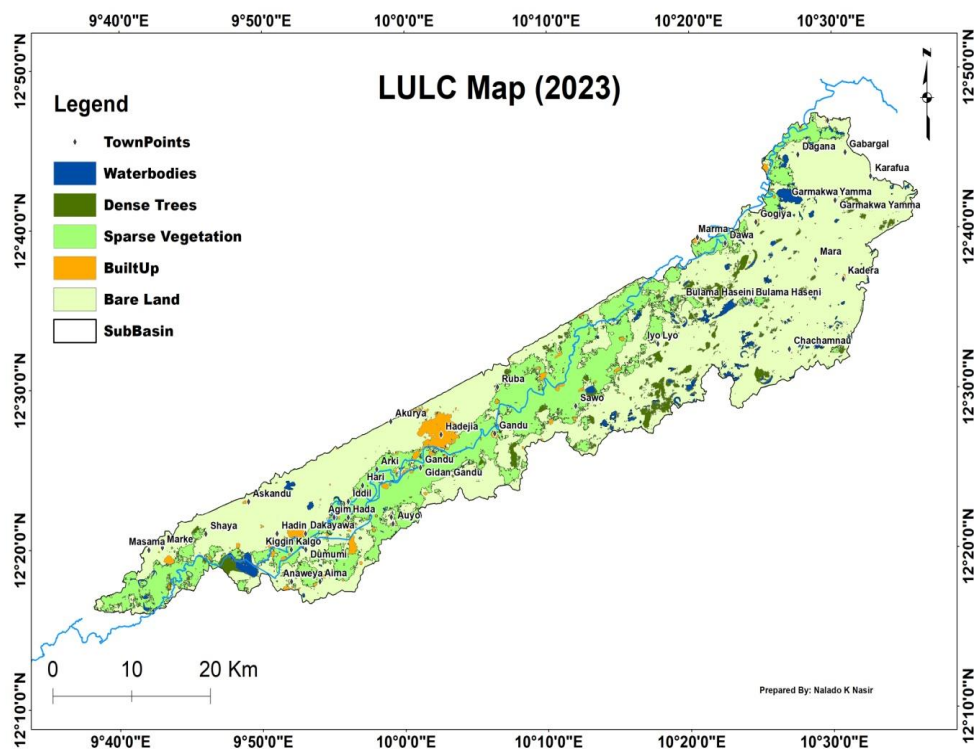 9°40'0"N 9°50'0"N 10°0'0"N 10°10'0"N 10°20'0"N 10°30'0"N
12°50'0"N
12°50'0"N
N
LULC Map (2023)
Legend
TownPoints
Waterbodies
Dense Trees
Sparse Vegetation
BuiltUp
Bare Land
SubBasin
Dagana
Gabargal
Karafua
Garmakwa Yamma
Garmakwa Yamma
Gogiya
12°40'0"N
12°40'0"N
Marma
Dawa
Mara
Kadera
Bulama Haseini Bulama Haseni
Iyo Lyo
Chachamnau
12°30'0"N
12°30'0"N
Ruba
Sawo
Akurya
Hadejia
Gandu
Arki
Gandu
Hari
Gidan Gandu
Askandu
Iddil
Agim Hada
Auyo
Shaya
Hadin
Dakayawa
Masama
Marke
Kiggin Kalgo
Dumumi
12°20'0"N
12°20'0"N
Anaweya Aima
0 10 20 Km
Prepared By: Nalado K Nasir
12°10'0"N
12°10'0"N
9°40'0"N 9°50'0"N 10°0'0"N 10°10'0"N 10°20'0"N 10°30'0"N